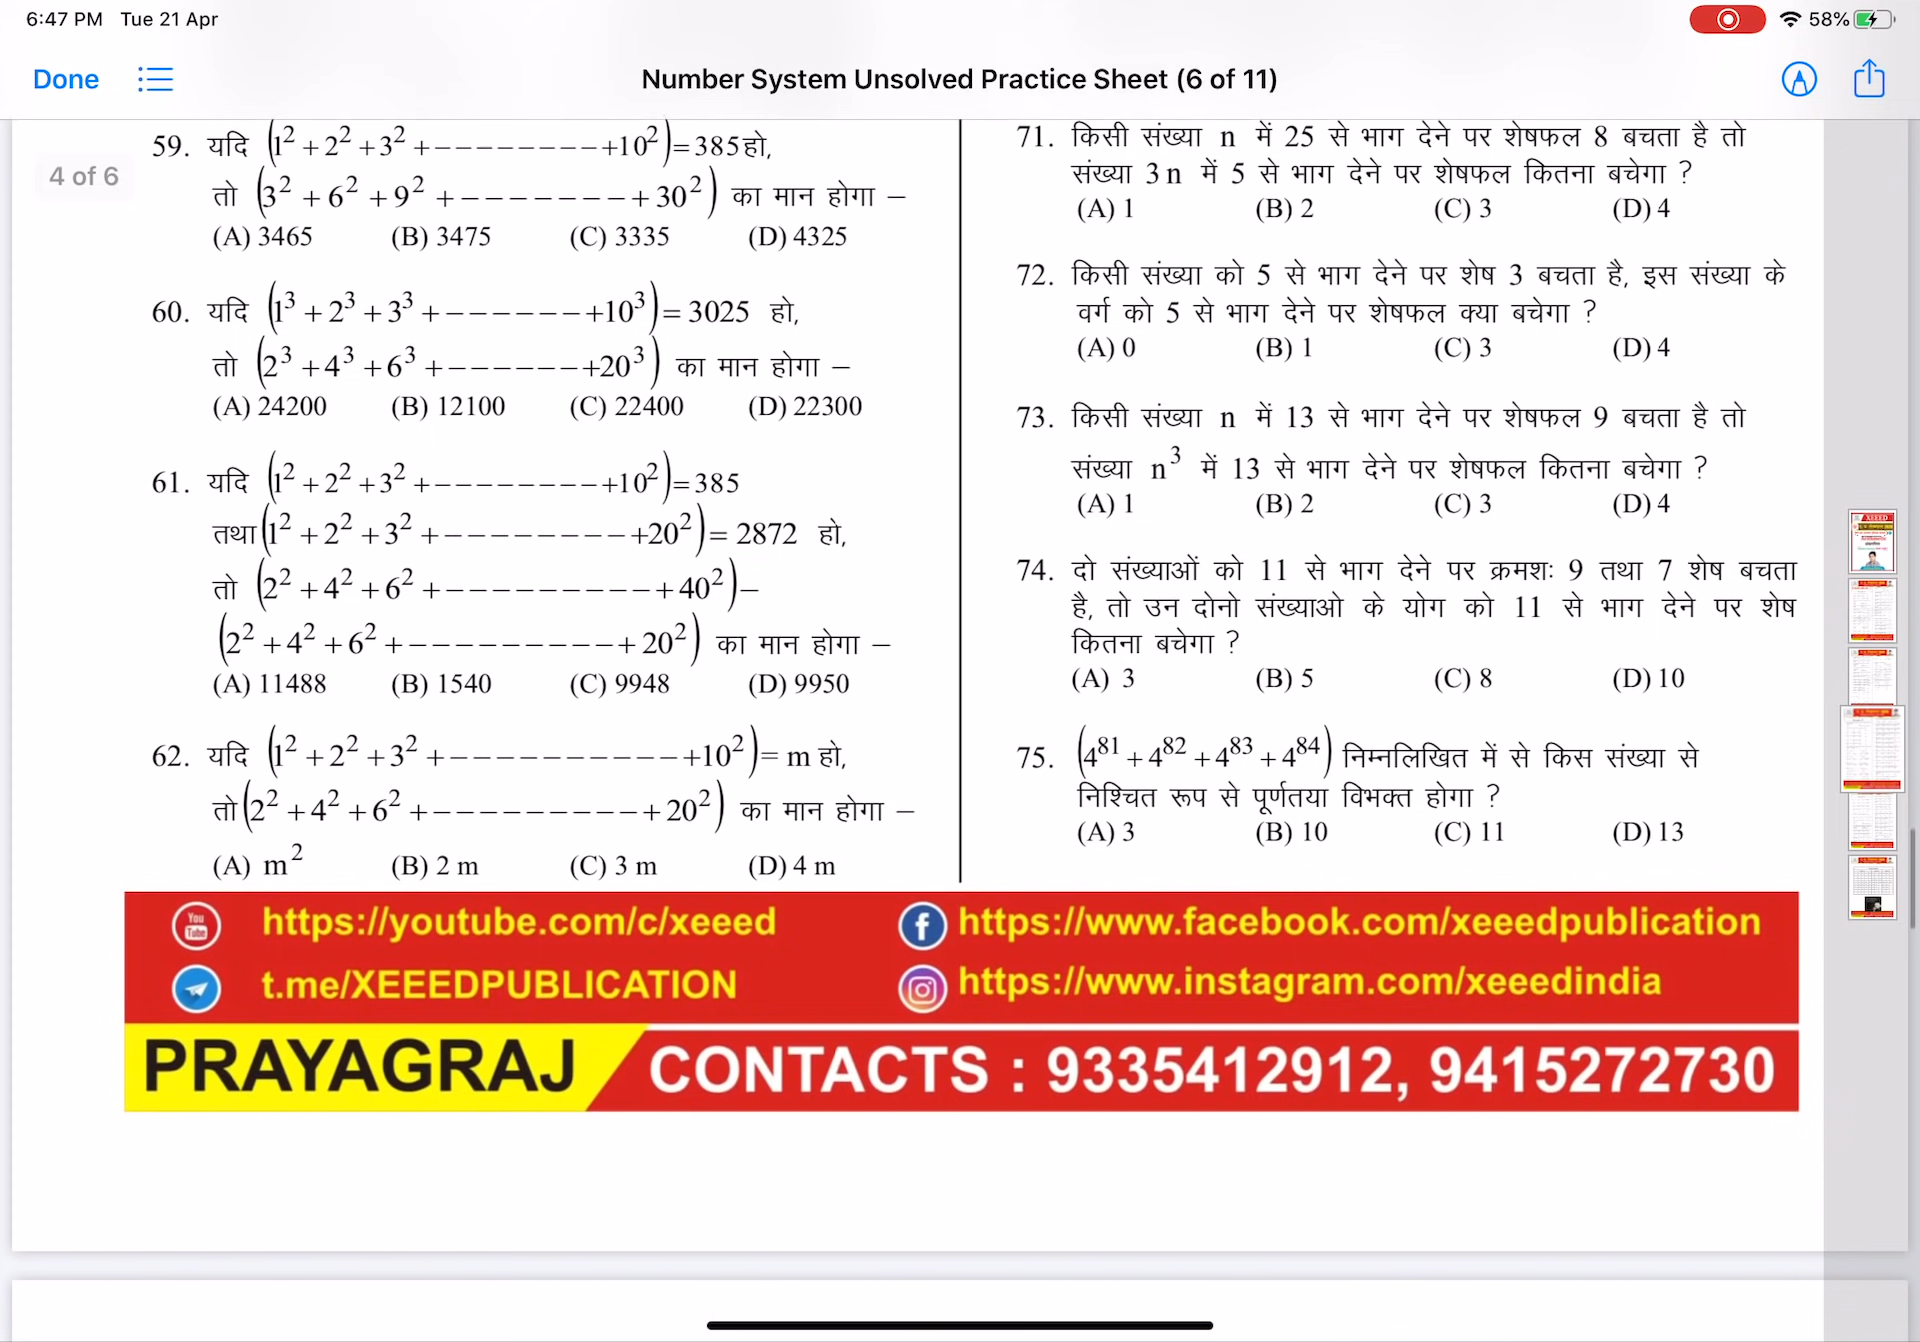 6:47 PM Tue 21 Apr
58%
Done
Number System Unsolved Practice Sheet (6 of 11)
4 of 6
59. यदि (1² + 2² + 3² + -------- + 10²) = 385 हो,
तो (3² + 6² + 9² + -------- + 30²) का मान होगा –
(A) 3465 (B) 3475 (C) 3335 (D) 4325
60. यदि (1³ + 2³ + 3³ + ------ + 10³) = 3025 हो,
तो (2³ + 4³ + 6³ + ------ + 20³) का मान होगा –
(A) 24200 (B) 12100 (C) 22400 (D) 22300
61. यदि (1² + 2² + 3² + -------- + 10²) = 385
तथा (1² + 2² + 3² + --------- + 20²) = 2872 हो,
तो (2² + 4² + 6² + ---------- + 40²) –
(2² + 4² + 6² + ---------- + 20²) का मान होगा –
(A) 11488 (B) 1540 (C) 9948 (D) 9950
62. यदि (1² + 2² + 3² + ----------- + 10²) = m हो,
तो (2² + 4² + 6² + ---------- + 20²) का मान होगा –
(A) m² (B) 2 m (C) 3 m (D) 4 m
71. किसी संख्या n में 25 से भाग देने पर शेषफल 8 बचता है तो
संख्या 3n में 5 से भाग देने पर शेषफल कितना बचेगा ?
(A) 1 (B) 2 (C) 3 (D) 4
72. किसी संख्या को 5 से भाग देने पर शेष 3 बचता है, इस संख्या के
वर्ग को 5 से भाग देने पर शेषफल क्या बचेगा ?
(A) 0 (B) 1 (C) 3 (D) 4
73. किसी संख्या n में 13 से भाग देने पर शेषफल 9 बचता है तो
संख्या n³ में 13 से भाग देने पर शेषफल कितना बचेगा ?
(A) 1 (B) 2 (C) 3 (D) 4
74. दो संख्याओं को 11 से भाग देने पर क्रमशः 9 तथा 7 शेष बचता
है, तो उन दोनो संख्याओ के योग को 11 से भाग देने पर शेष
कितना बचेगा ?
(A) 3 (B) 5 (C) 8 (D) 10
75. (4⁸¹ + 4⁸² + 4⁸³ + 4⁸⁴) निम्नलिखित में से किस संख्या से
निश्चित रूप से पूर्णतया विभक्त होगा ?
(A) 3 (B) 10 (C) 11 (D) 13
You Tube https://youtube.com/c/xeeed
https://www.facebook.com/xeeedpublication
t.me/XEEEDPUBLICATION
https://www.instagram.com/xeeedindia
PRAYAGRAJ CONTACTS : 9335412912, 9415272730